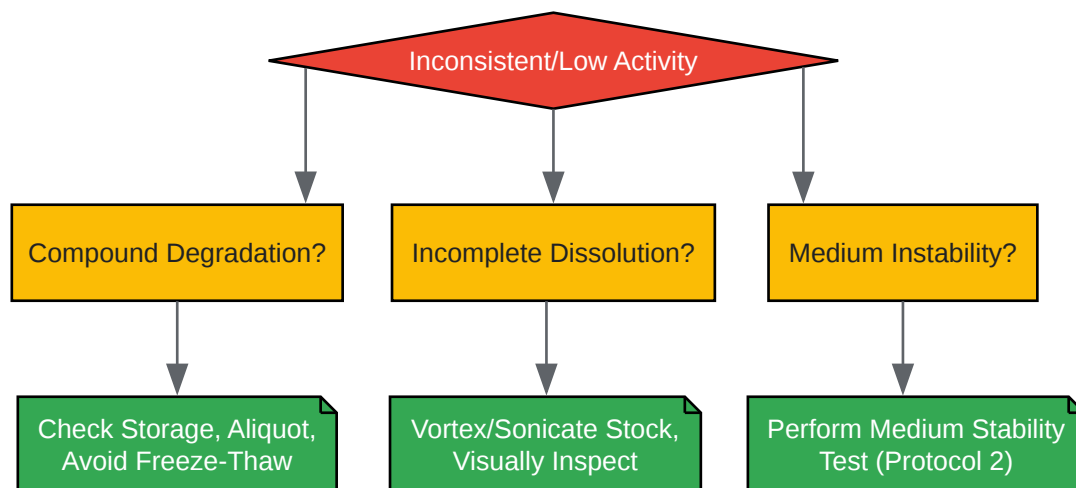 Inconsistent/Low Activity
Compound Degradation?
Incomplete Dissolution?
Medium Instability?
Check Storage, Aliquot,
Avoid Freeze-Thaw
Vortex/Sonicate Stock,
Visually Inspect
Perform Medium Stability
Test (Protocol 2)